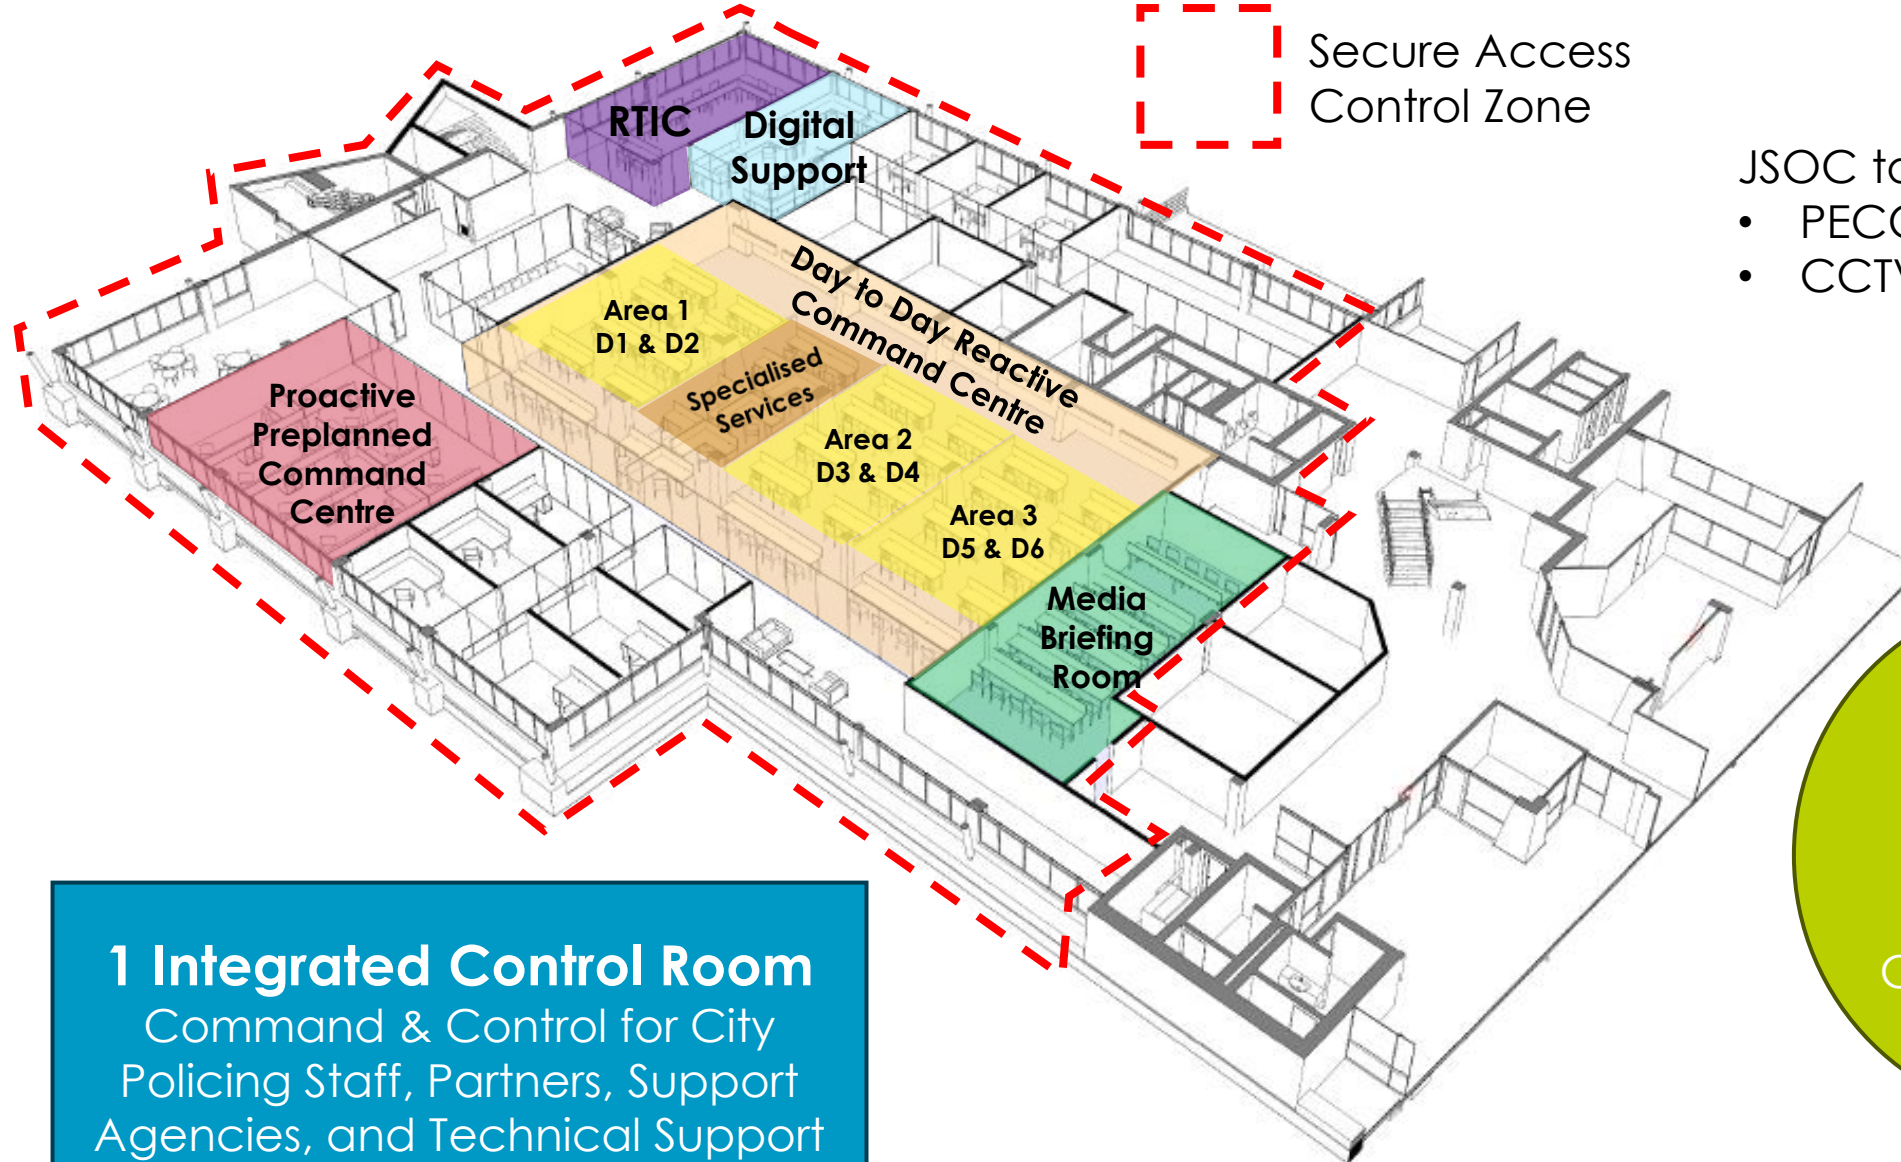 Secure Access
Control Zone
JSOC
•
•
RTIC
Digital
Support
Day to Day Reactive
Command Centre
Area 1
D1 & D2
Specialised
Services
Area 2
D3 & D4
Area 3
D5 & D6
Proactive
Preplanned
Command
Centre
Media
Briefing
Room
1 Integrated Control Room
Command & Control for City
Policing Staff, Partners, Support
Agencies, and Technical Support